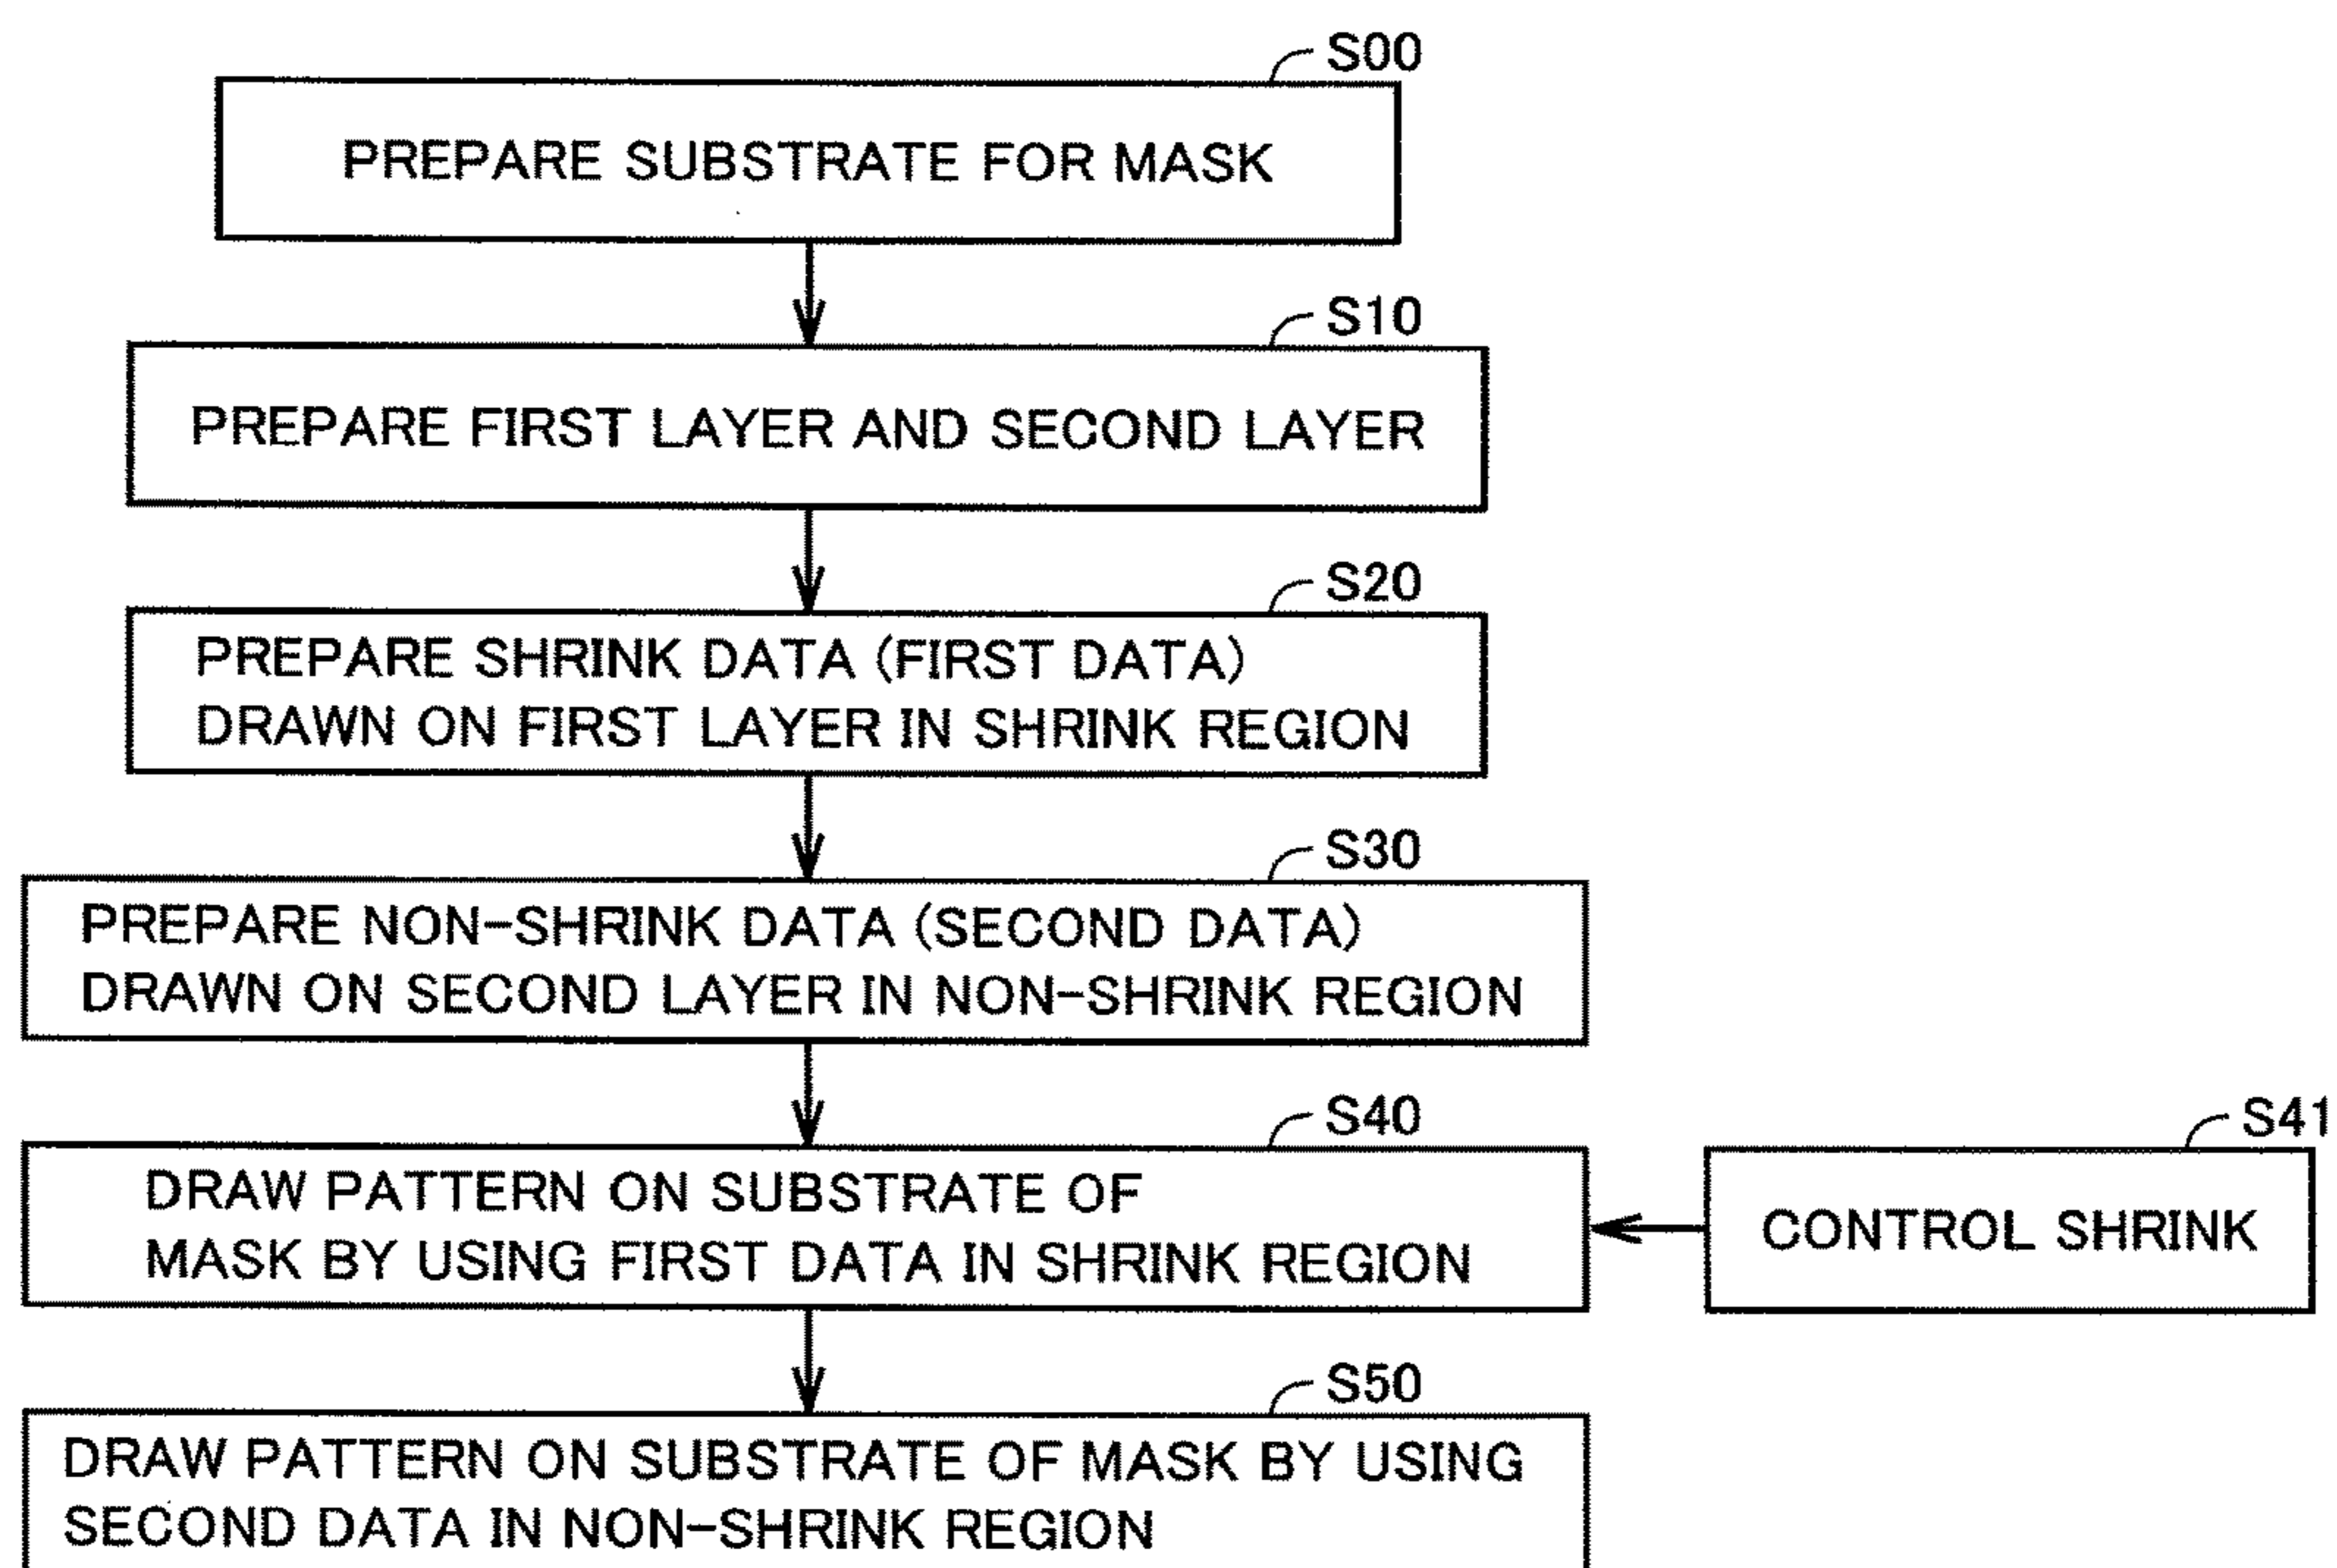 S00
PREPARE SUBSTRATE FOR MASK
S10
PREPARE FIRST LAYER AND SECOND LAYER
S20
PREPARE SHRINK DATA (FIRST DATA)
DRAWN ON FIRST LAYER IN SHRINK REGION
S30
PREPARE NON-SHRINK DATA (SECOND DATA)
DRAWN ON SECOND LAYER IN NON-SHRINK REGION
S40
DRAW PATTERN ON SUBSTRATE OF
MASK BY USING FIRST DATA IN SHRINK REGION
S41
CONTROL SHRINK
S50
DRAW PATTERN ON SUBSTRATE OF MASK BY USING
SECOND DATA IN NON-SHRINK REGION